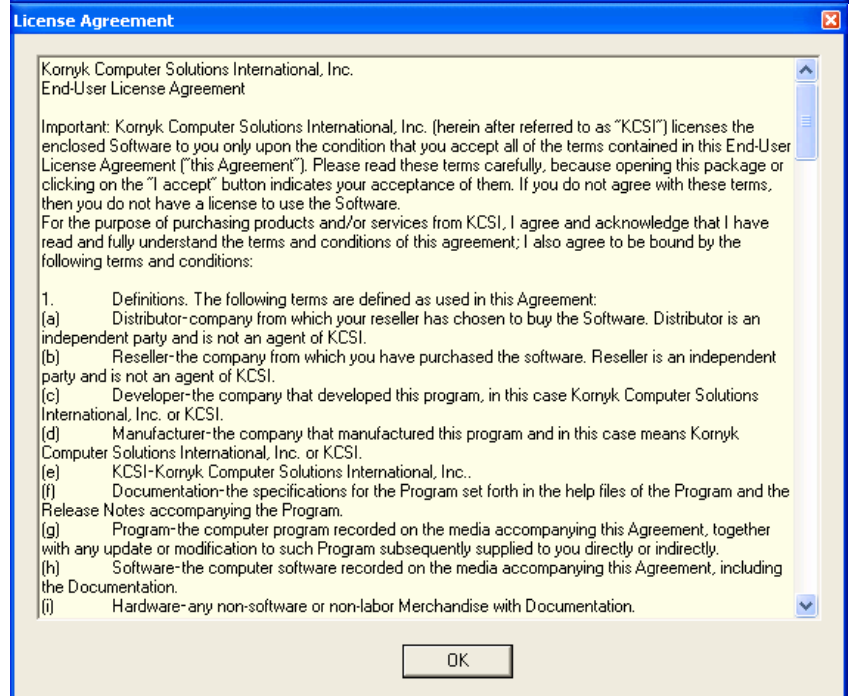 License Agreement
Kornyk Computer Solutions International, Inc.
End-User License Agreement
Important: Kornyk Computer Solutions International, Inc. (herein after referred to as "KCSI") licenses the
enclosed Software to you only upon the condition that you accept all of the terms contained in this End-User
License Agreement ("this Agreement"). Please read these terms carefully, because opening this package or
clicking on the "I accept" button indicates your acceptance of them. If you do not agree with these terms,
then you do not have a license to use the Software.
For the purpose of purchasing products and/or services from KCSI, I agree and acknowledge that I have
read and fully understand the terms and conditions of this agreement; I also agree to be bound by the
following terms and conditions:
1. Definitions. The following terms are defined as used in this Agreement:
(a) Distributor-company from which your reseller has chosen to buy the Software. Distributor is an
independent party and is not an agent of KCSI.
(b) Reseller-the company from which you have purchased the software. Reseller is an independent
party and is not an agent of KCSI.
(c) Developer-the company that developed this program, in this case Kornyk Computer Solutions
International, Inc. or KCSI.
(d) Manufacturer-the company that manufactured this program and in this case means Kornyk
Computer Solutions International, Inc. or KCSI.
(e) KCSI-Kornyk Computer Solutions International, Inc..
(f) Documentation-the specifications for the Program set forth in the help files of the Program and the
Release Notes accompanying the Program.
(g) Program-the computer program recorded on the media accompanying this Agreement, together
with any update or modification to such Program subsequently supplied to you directly or indirectly.
(h) Software-the computer software recorded on the media accompanying this Agreement, including
the Documentation.
(i) Hardware-any non-software or non-labor Merchandise with Documentation.
OK